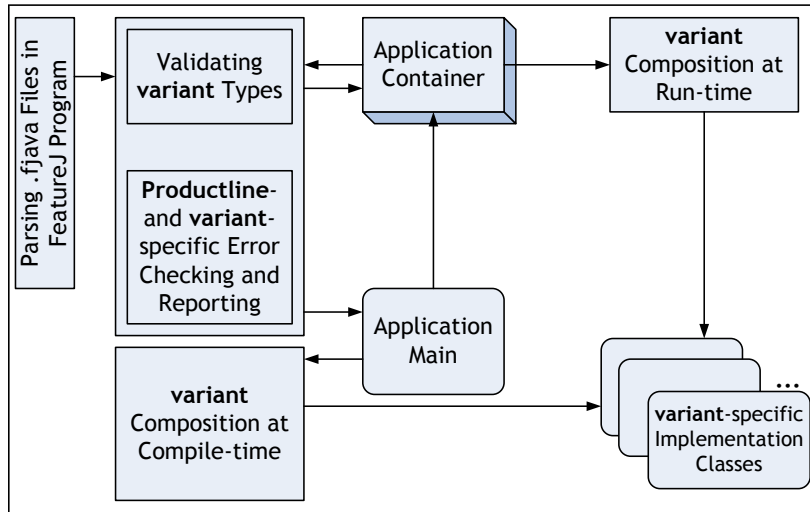 Parsing .fjava Files in
FeatureJ Program
Validating
variant Types
Productline-
and variant-
specific Error
Checking and
Reporting
variant
Composition at
Compile-time
Application
Container
Application
Main
variant
Composition at
Run-time
...
variant-specific
Implementation
Classes